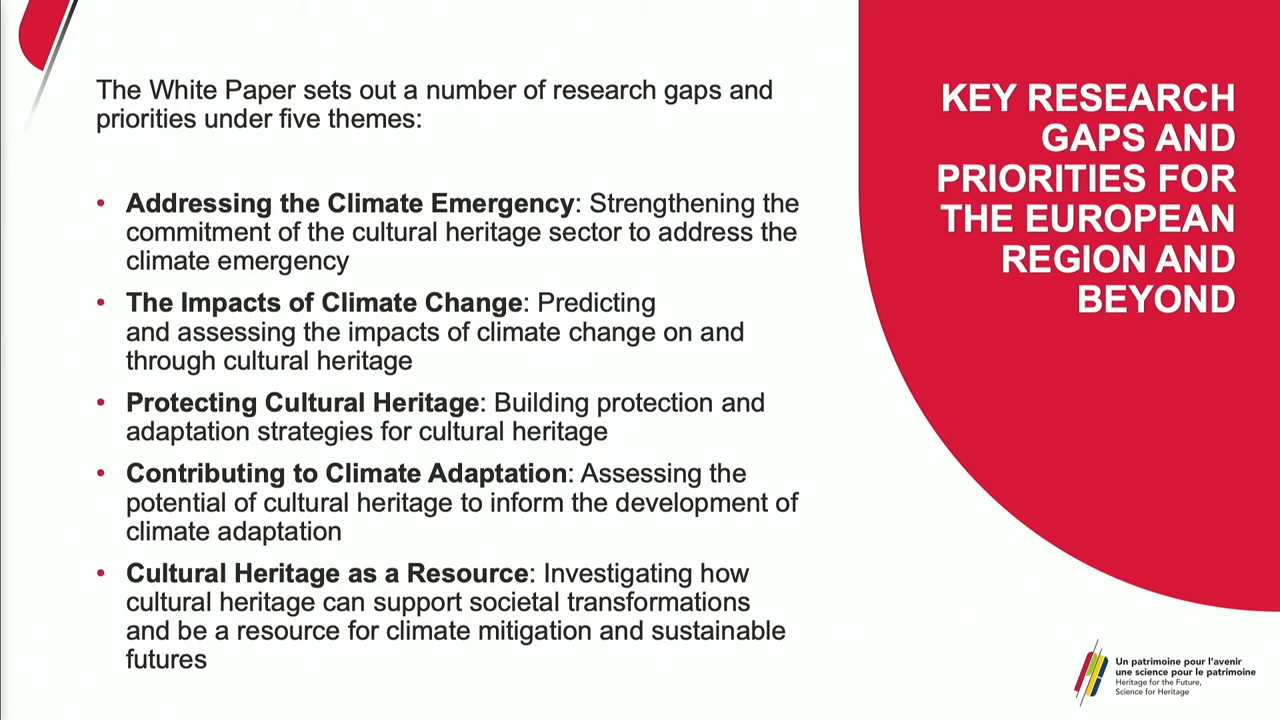 The White Paper sets out a number of research gaps and
priorities under five themes:
• Addressing the Climate Emergency: Strengthening the
commitment of the cultural heritage sector to address the
climate emergency
• The Impacts of Climate Change: Predicting
and assessing the impacts of climate change on and
through cultural heritage
• Protecting Cultural Heritage: Building protection and
adaptation strategies for cultural heritage
• Contributing to Climate Adaptation: Assessing the
potential of cultural heritage to inform the development of
climate adaptation
• Cultural Heritage as a Resource: Investigating how
cultural heritage can support societal transformations
and be a resource for climate mitigation and sustainable
futures
KEY RESEARCH
GAPS AND
PRIORITIES FOR
THE EUROPEAN
REGION AND
BEYOND
Un patrimoine pour l'avenir
une science pour le patrimoine
Heritage for the Future,
Science for Heritage